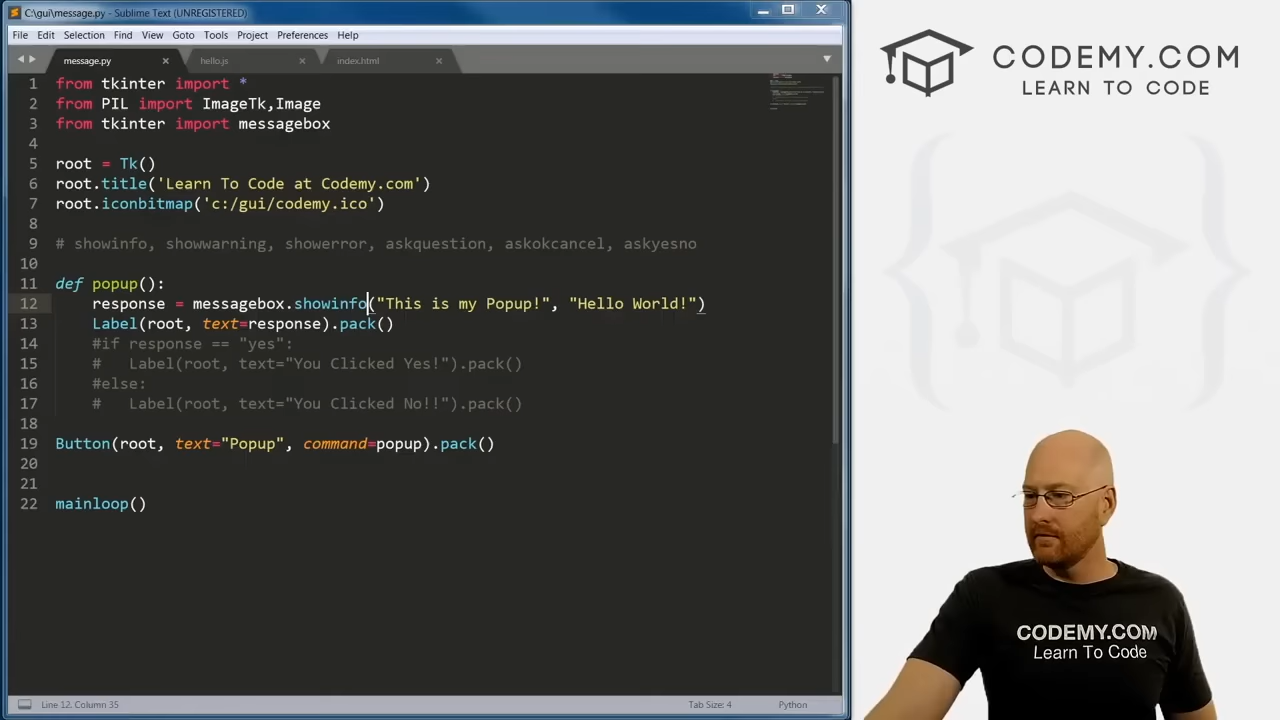 C:\gui\message.py - Sublime Text (UNREGISTERED)
File Edit Selection Find View Goto Tools Project Preferences Help
message.py hello.js index.html
1 from tkinter import *
2 from PIL import ImageTk,Image
3 from tkinter import messagebox
4
5 root = Tk()
6 root.title('Learn To Code at Codemy.com')
7 root.iconbitmap('c:/gui/codemy.ico')
8
9 # showinfo, showwarning, showerror, askquestion, askokcancel, askyesno
10
11 def popup():
12     response = messagebox.showinfo("This is my Popup!", "Hello World!")
13     Label(root, text=response).pack()
14     #if response == "yes":
15     #   Label(root, text="You Clicked Yes!").pack()
16     #else:
17     #   Label(root, text="You Clicked No!!").pack()
18
19 Button(root, text="Popup", command=popup).pack()
20
21
22 mainloop()
Line 12, Column 35 Tab Size: 4 Python
CODEMY.COM
LEARN TO CODE
CODEMY.COM
Learn To Code